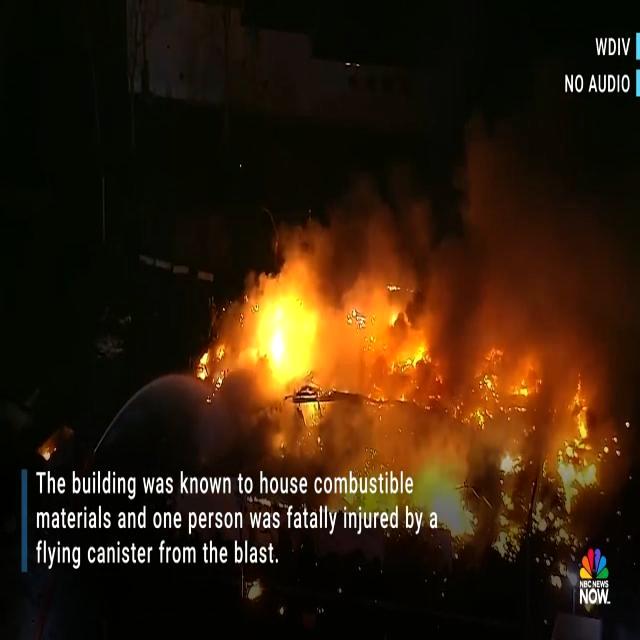 WDIV
NO AUDIO
The building was known to house combustible
materials and one person was fatally injured by a
flying canister from the blast.
NBC NEWS
NOW